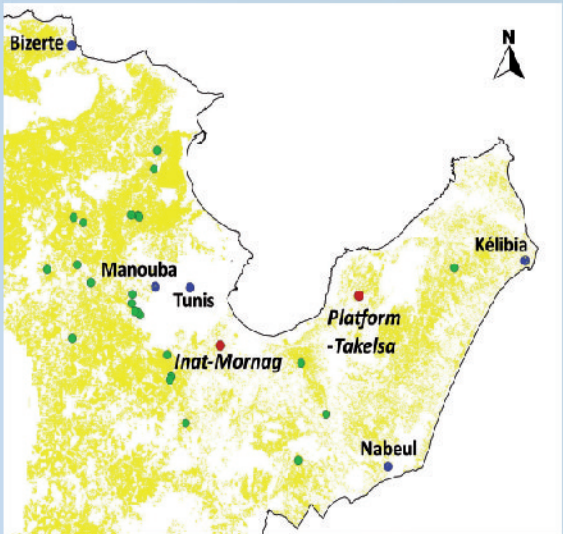 N
Bizerte
Kélibia
Manouba
Tunis
Platform
-Takelsa
Inat-Mornag
Nabeul